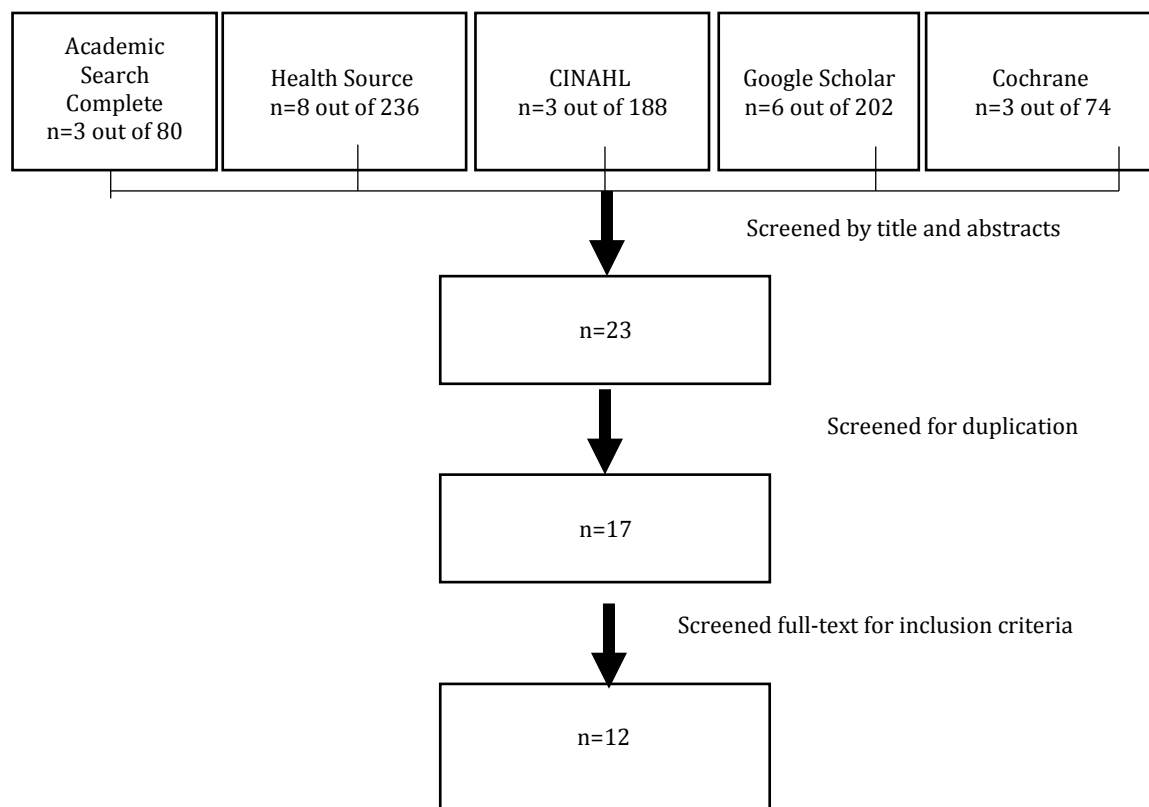 Academic
Search
Complete
n=3 out of 80
Health Source
n=8 out of 236
CINAHL
n=3 out of 188
Google Scholar
n=6 out of 202
Cochrane
n=3 out of 74
Screened by title and abstracts
n=23
Screened for duplication
n=17
Screened full-text for inclusion criteria
n=12